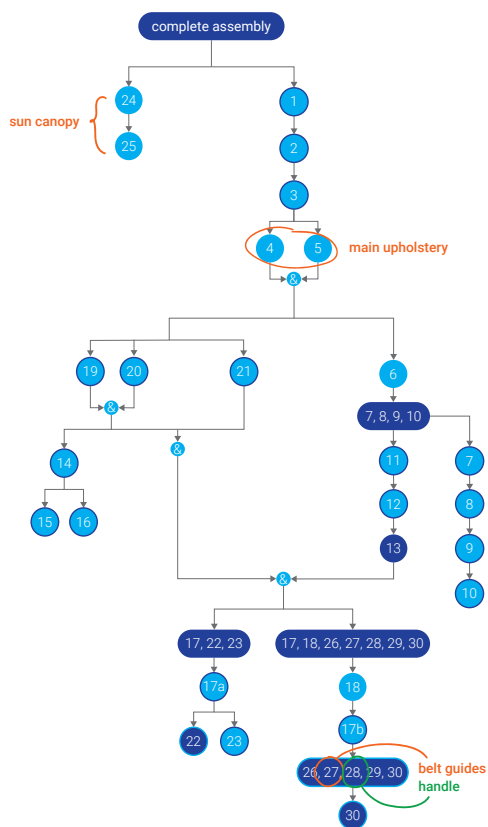 complete assembly
24
1
sun canopy
25
2
3
4
5
main upholstery
&
19
20
21
6
&
7, 8, 9, 10
&
14
11
7
15
16
12
8
13
9
&
10
17, 22, 23
17, 18, 26, 27, 28, 29, 30
17a
18
22
23
17b
26, 27, 28, 29, 30
belt guides
handle
30